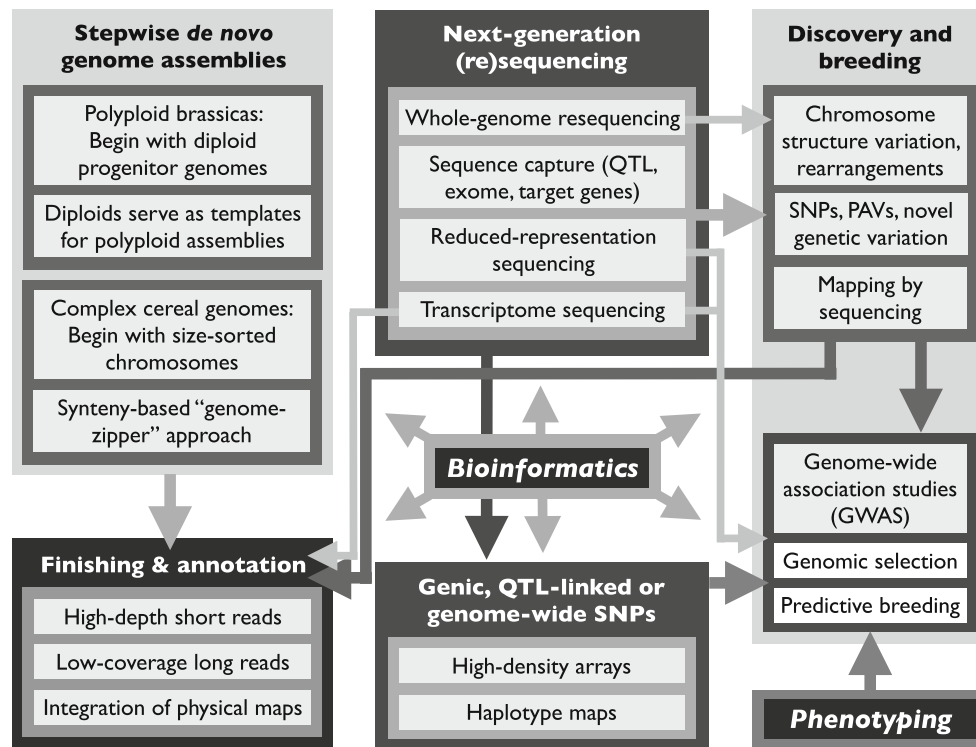 Stepwise de novo
genome assemblies
Polyploid brassicas:
Begin with diploid
progenitor genomes
Diploids serve as templates
for polyploid assemblies
Complex cereal genomes:
Begin with size-sorted
chromosomes
Synteny-based “genome-
zipper” approach
Finishing & annotation
High-depth short reads
Low-coverage long reads
Integration of physical maps
Next-generation
(re)sequencing
Whole-genome resequencing
Sequence capture (QTL,
exome, target genes)
Reduced-representation
sequencing
Transcriptome sequencing
Bioinformatics
Genic, QTL-linked or
genome-wide SNPs
High-density arrays
Haplotype maps
Discovery and
breeding
Chromosome
structure variation,
rearrangements
SNPs, PAVs, novel
genetic variation
Mapping by
sequencing
Genome-wide
association studies
(GWAS)
Genomic selection
Predictive breeding
Phenotyping